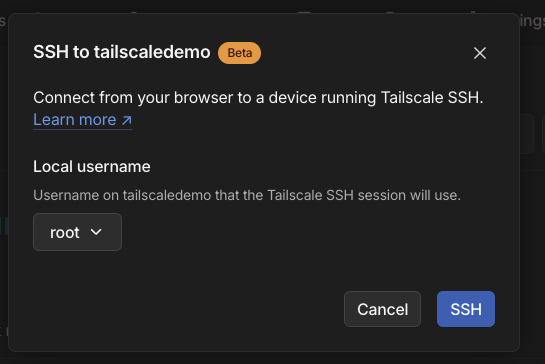 SSH to tailscaledemo Beta
Connect from your browser to a device running Tailscale SSH.
Learn more ↗
Local username
Username on tailscaledemo that the Tailscale SSH session will use.
root
Cancel SSH